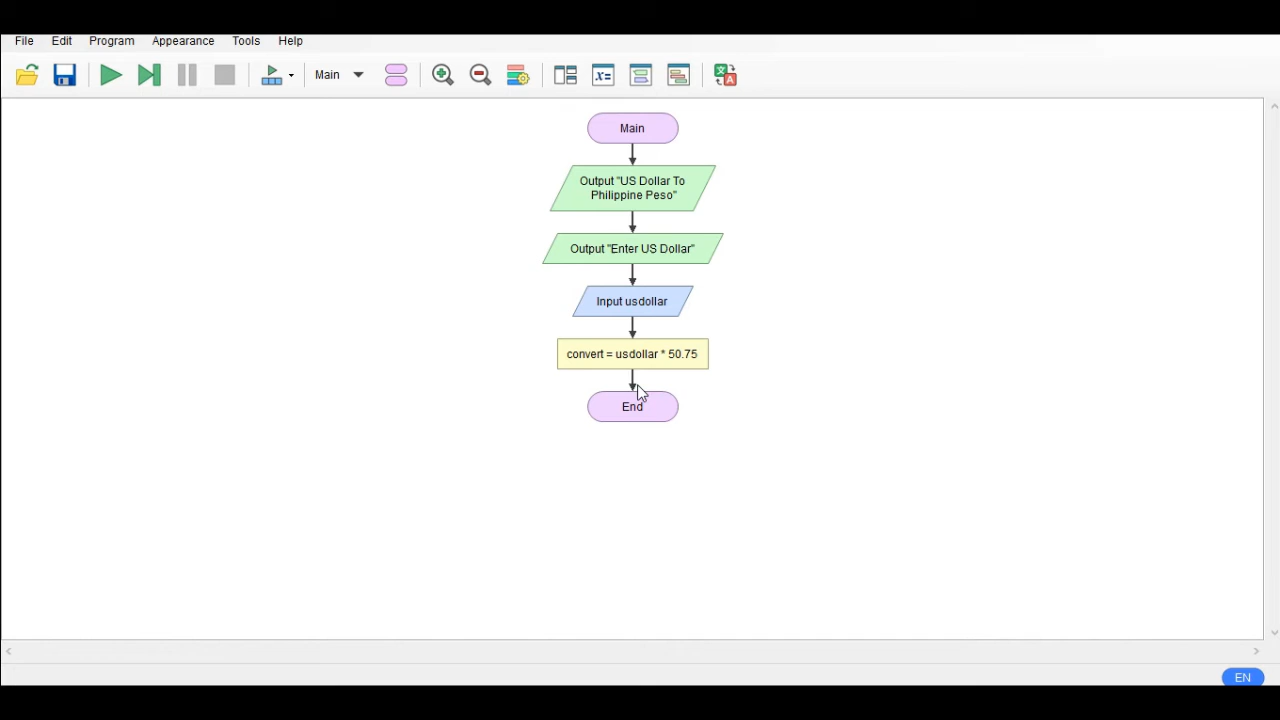 File Edit Program Appearance Tools Help
Main
x=
Main
Output "US Dollar To
Philippine Peso"
Output "Enter US Dollar"
Input usdollar
convert = usdollar * 50.75
End
EN